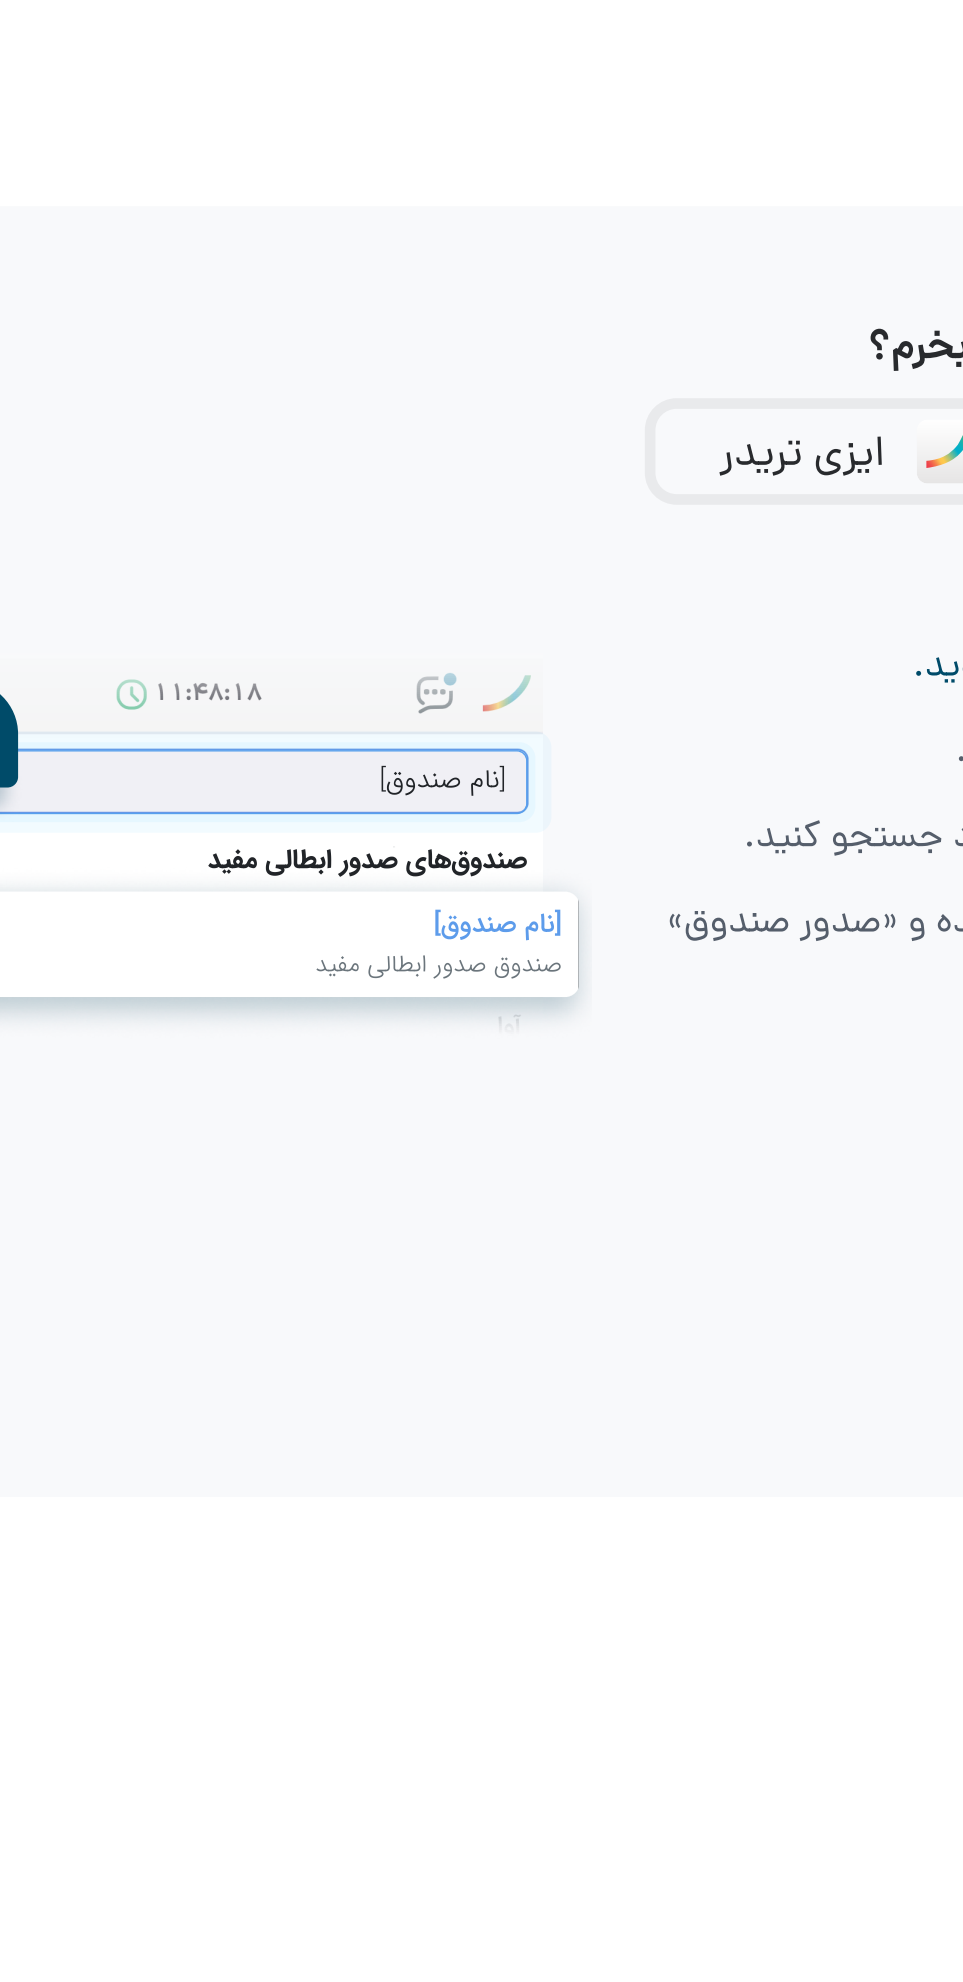 بخرم؟
ایزی تریدر
ید.
جستجو کنید.
و «صدور صندوق»
۱۱:۴۸:۱۸
[نام صندوق]
صندوق‌های صدور ابطالی مفید
[نام صندوق]
صندوق صدور ابطالی مفید
آوا